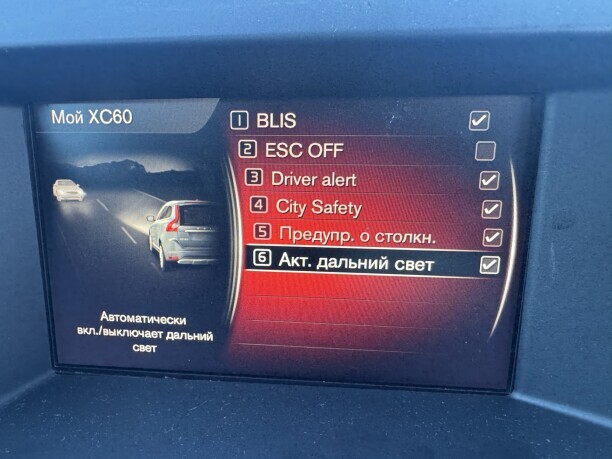 Мой XC60
1 BLIS
2 ESC OFF
3 Driver alert
4 City Safety
5 Предупр. о столкн.
6 Акт. дальний свет
Автоматически
вкл./выключает дальний
свет